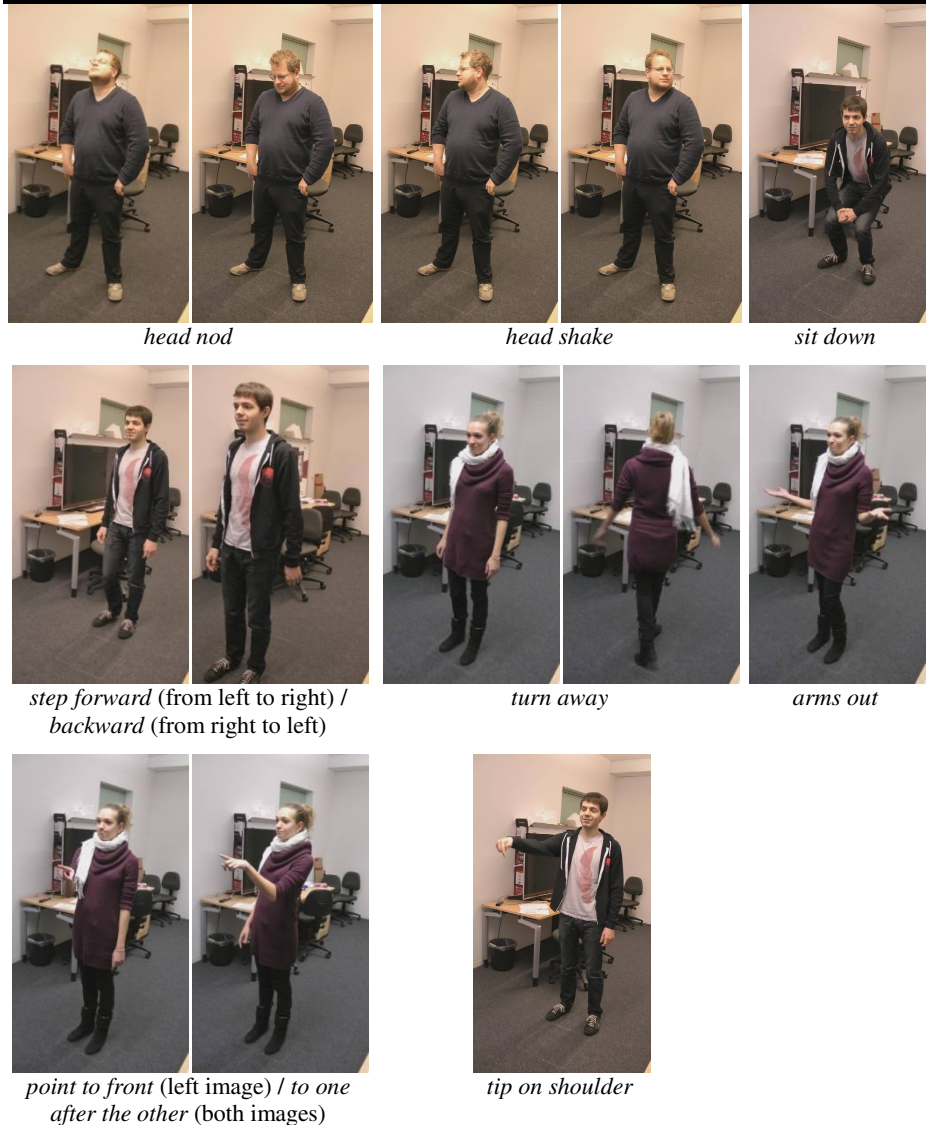 head nod
head shake
sit down
step forward (from left to right) /
backward (from right to left)
turn away
arms out
point to front (left image) / to one
after the other (both images)
tip on shoulder